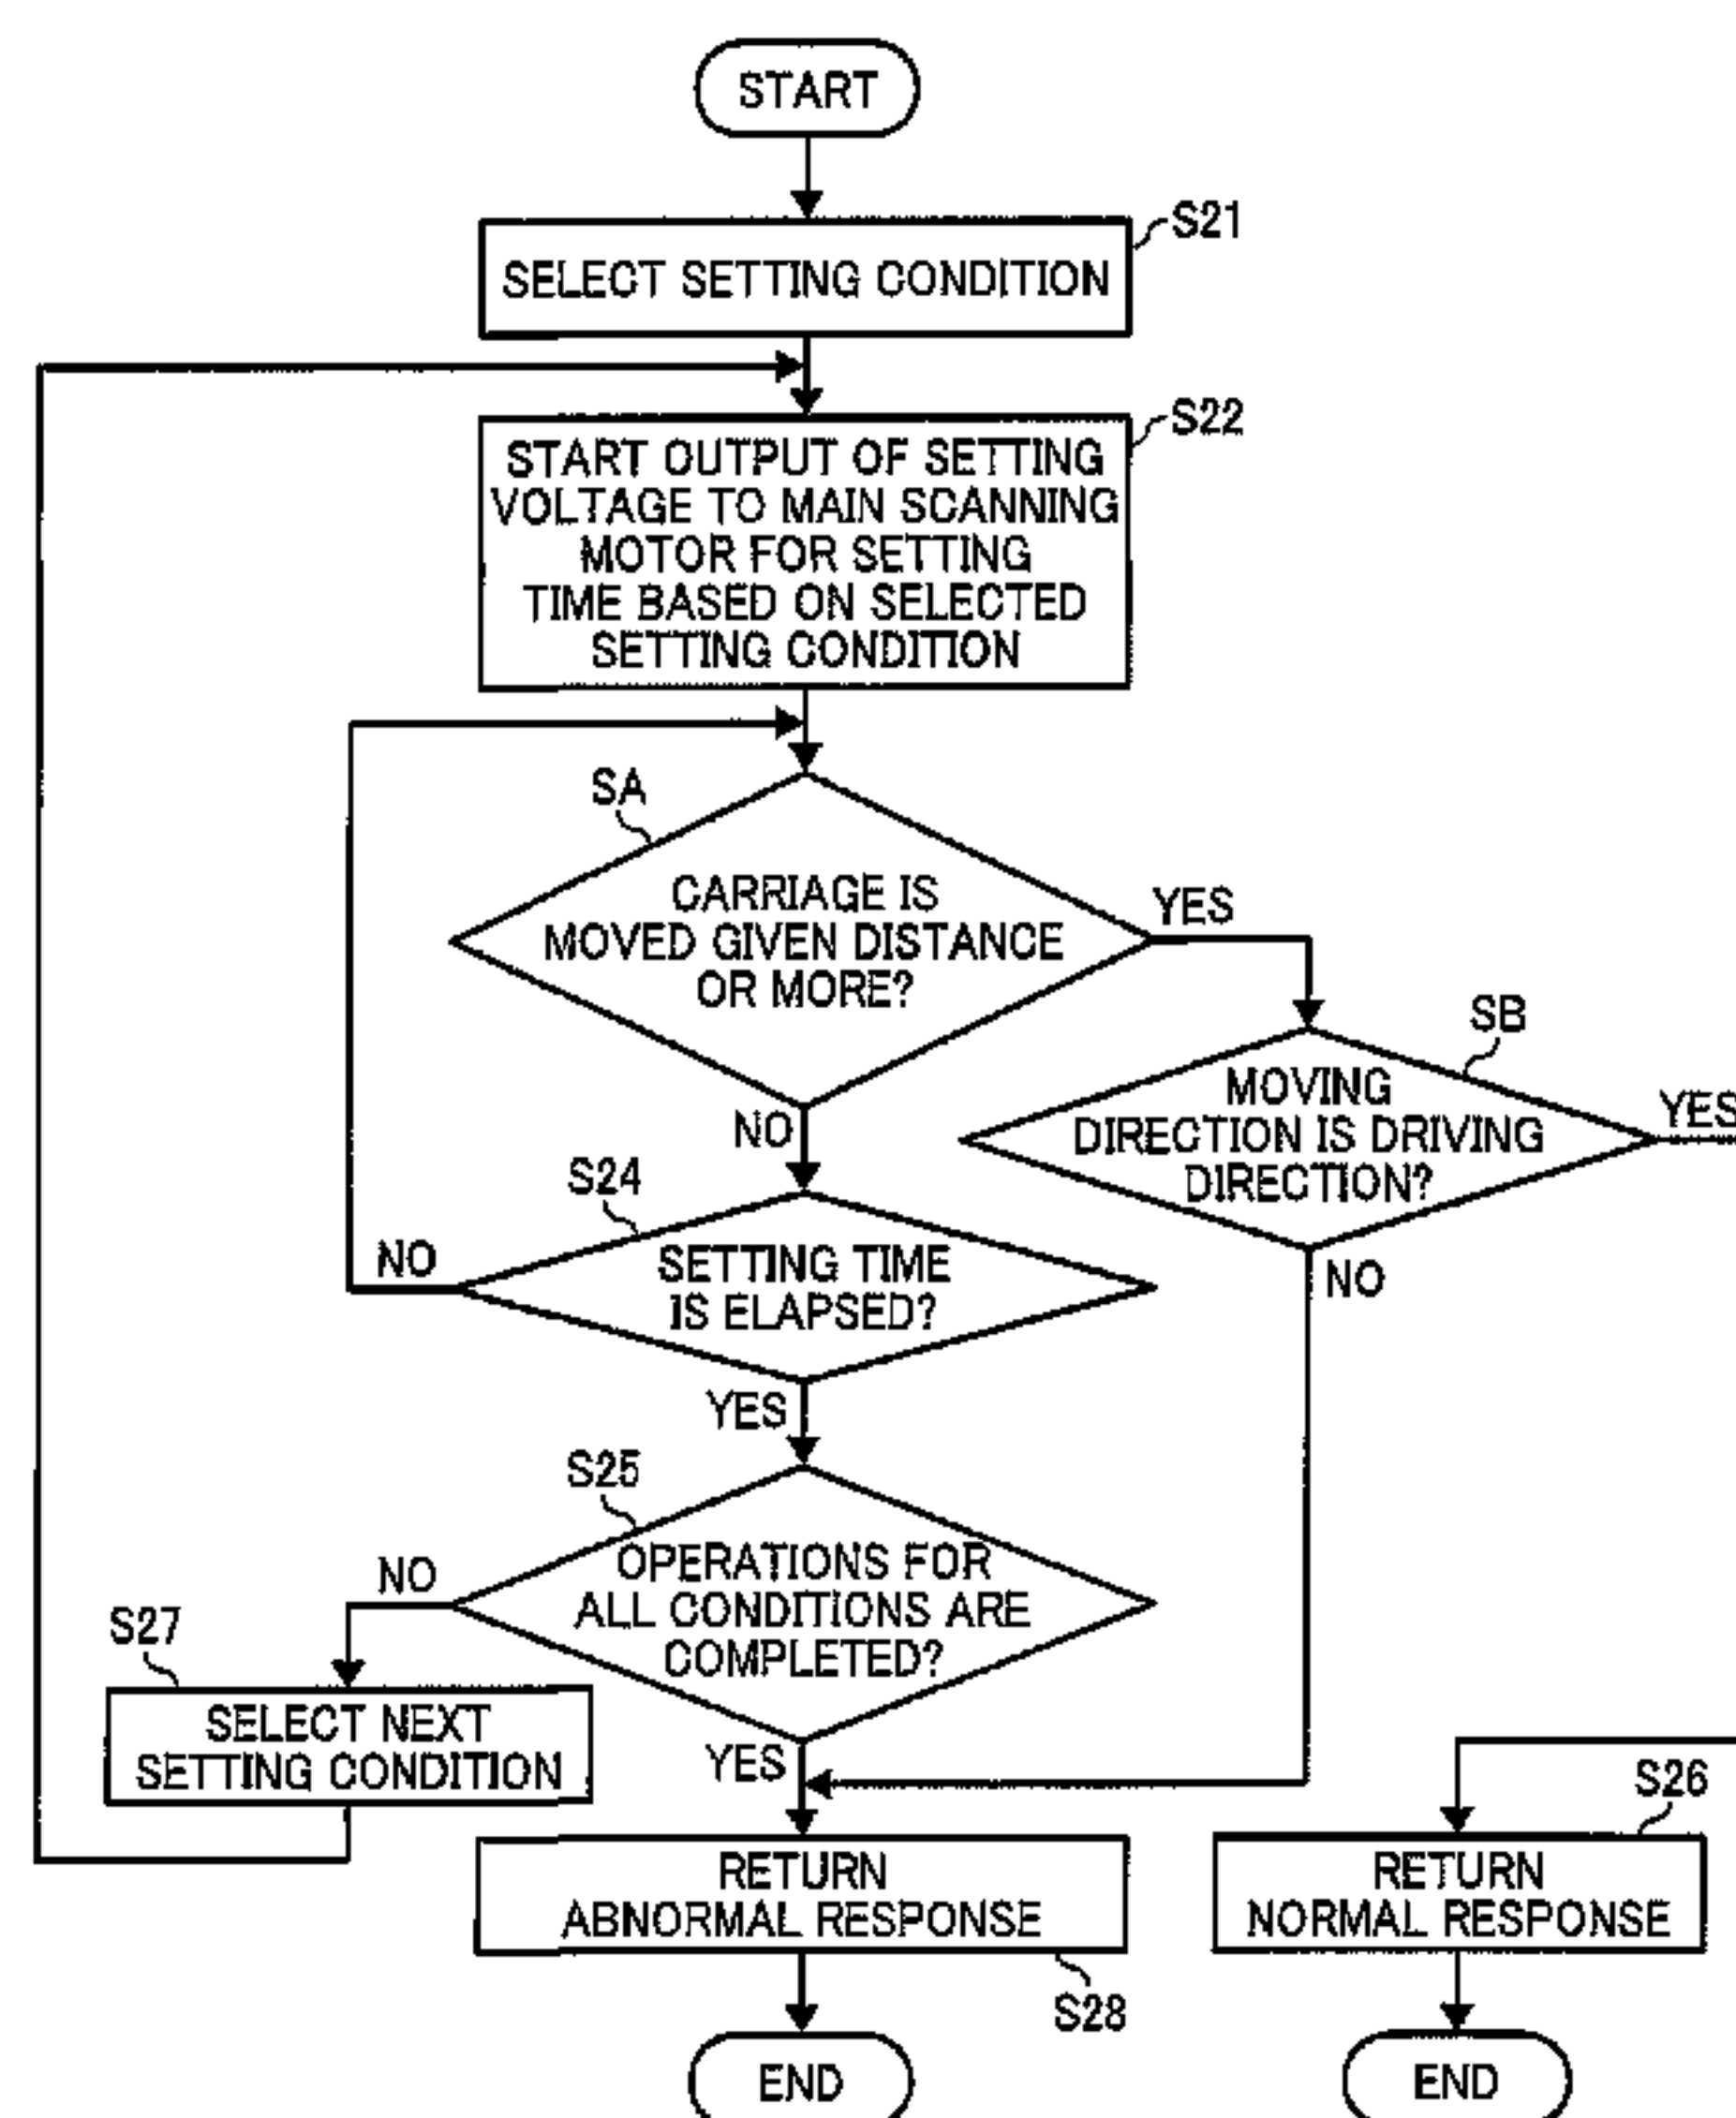 START
S21
SELECT SETTING CONDITION
S22
START OUTPUT OF SETTING
VOLTAGE TO MAIN SCANNING
MOTOR FOR SETTING
TIME BASED ON SELECTED
SETTING CONDITION
SA
CARRIAGE IS
MOVED GIVEN DISTANCE
OR MORE?
YES
SB
MOVING
DIRECTION IS DRIVING
DIRECTION?
YES
NO
NO
S24
SETTING TIME
IS ELAPSED?
NO
YES
S25
OPERATIONS FOR
ALL CONDITIONS ARE
COMPLETED?
NO
S27
SELECT NEXT
SETTING CONDITION
YES
S26
RETURN
ABNORMAL RESPONSE
S28
RETURN
NORMAL RESPONSE
END
END